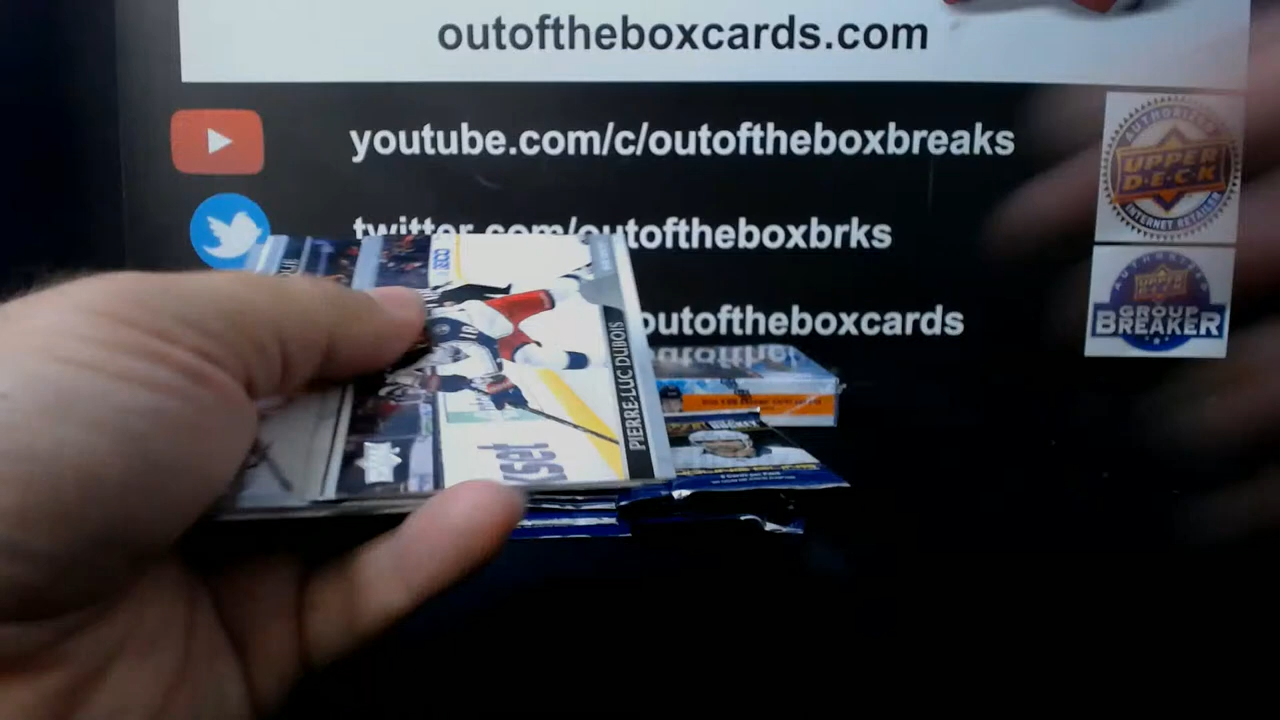 outoftheboxcards.com
youtube.com/c/outoftheboxbreaks
twitter.com/outoftheboxbrks
outoftheboxcards
AUTHORIZED
UPPER
DECK
INTERNET RETAILER
AUTHORIZED
UPPER
DECK
GROUP
BREAKER
PIERRE-LUC DUBOIS